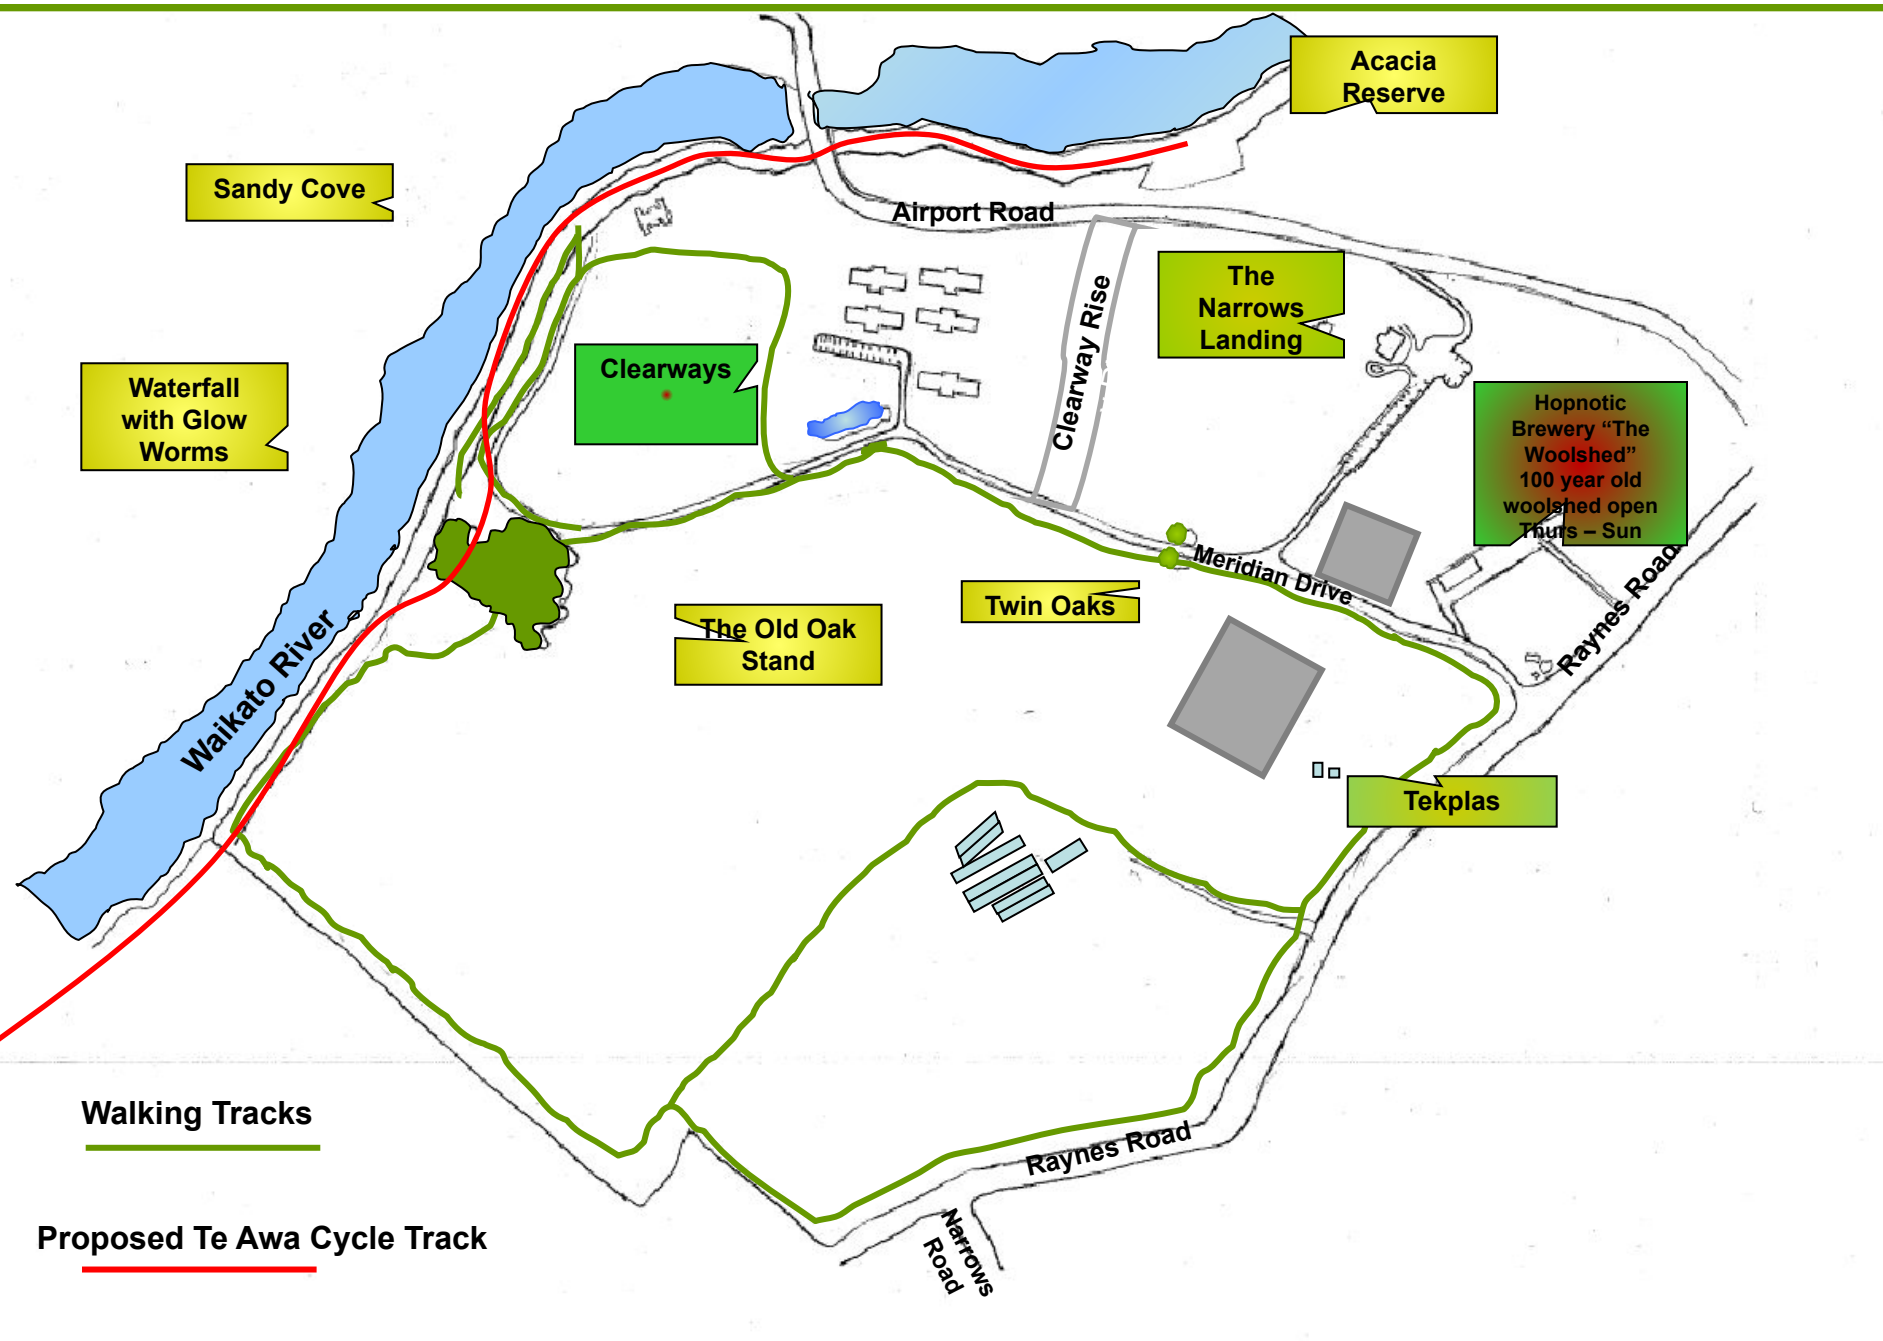 Acacia
Reserve
Sandy Cove
Airport Road
The
Narrows
Landing
Clearway Rise
Clearways
Waterfall
with Glow
Worms
Hopnotic
Brewery “The
Woolshed”
100 year old
woolshed open
Thurs – Sun
Meridian Drive
Twin Oaks
Raynes Road
The Old Oak
Stand
Waikato River
Tekplas
Walking Tracks
Raynes Road
Proposed Te Awa Cycle Track
Narrows
Road